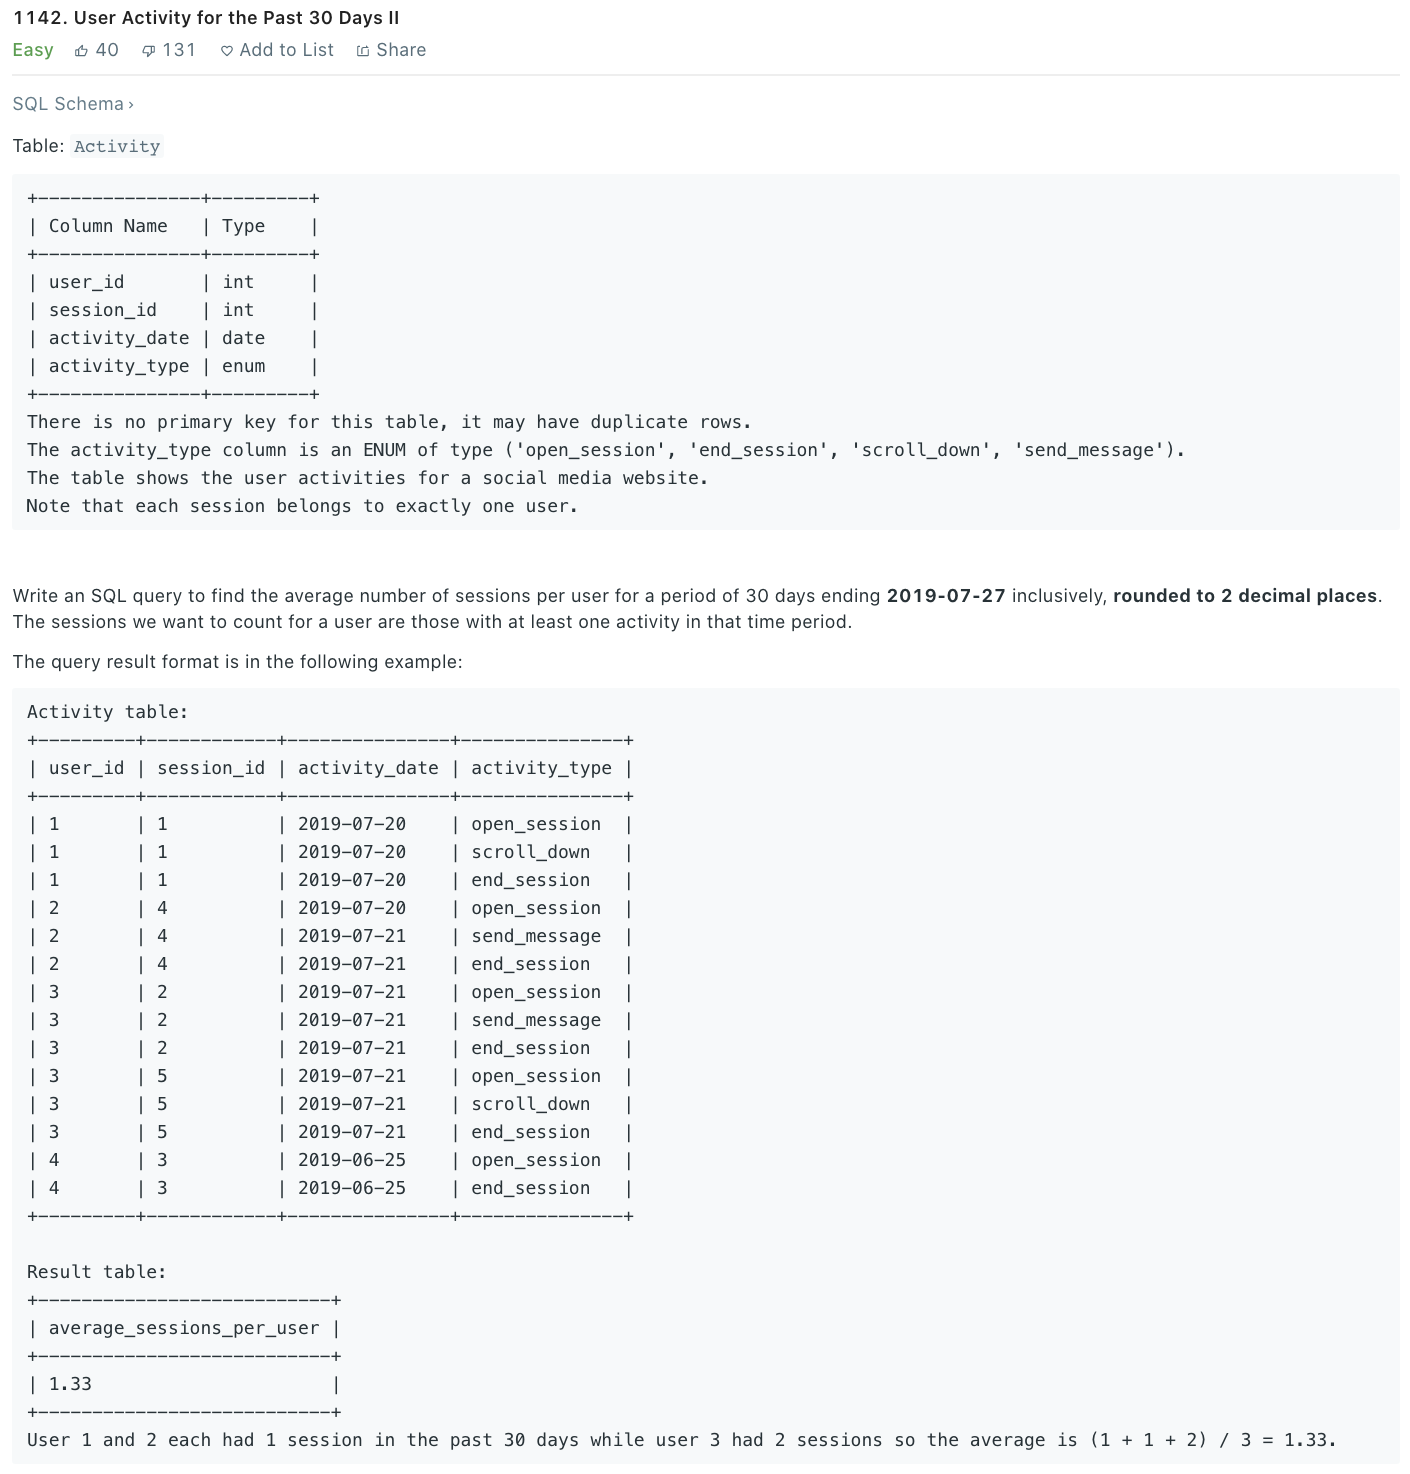 1142. User Activity for the Past 30 Days II
Easy 40 131 Add to List Share
SQL Schema ›
Table: Activity
+---------------+---------+
| Column Name   | Type    |
+---------------+---------+
| user_id       | int     |
| session_id    | int     |
| activity_date | date    |
| activity_type | enum    |
+---------------+---------+
There is no primary key for this table, it may have duplicate rows.
The activity_type column is an ENUM of type ('open_session', 'end_session', 'scroll_down', 'send_message').
The table shows the user activities for a social media website.
Note that each session belongs to exactly one user.
Write an SQL query to find the average number of sessions per user for a period of 30 days ending 2019-07-27 inclusively, rounded to 2 decimal places.
The sessions we want to count for a user are those with at least one activity in that time period.
The query result format is in the following example:
Activity table:
+---------+------------+---------------+---------------+
| user_id | session_id | activity_date | activity_type |
+---------+------------+---------------+---------------+
| 1       | 1          | 2019-07-20    | open_session  |
| 1       | 1          | 2019-07-20    | scroll_down   |
| 1       | 1          | 2019-07-20    | end_session   |
| 2       | 4          | 2019-07-20    | open_session  |
| 2       | 4          | 2019-07-21    | send_message  |
| 2       | 4          | 2019-07-21    | end_session   |
| 3       | 2          | 2019-07-21    | open_session  |
| 3       | 2          | 2019-07-21    | send_message  |
| 3       | 2          | 2019-07-21    | end_session   |
| 3       | 5          | 2019-07-21    | open_session  |
| 3       | 5          | 2019-07-21    | scroll_down   |
| 3       | 5          | 2019-07-21    | end_session   |
| 4       | 3          | 2019-06-25    | open_session  |
| 4       | 3          | 2019-06-25    | end_session   |
+---------+------------+---------------+---------------+
Result table:
+---------------------------+
| average_sessions_per_user |
+---------------------------+
| 1.33                      |
+---------------------------+
User 1 and 2 each had 1 session in the past 30 days while user 3 had 2 sessions so the average is (1 + 1 + 2) / 3 = 1.33.